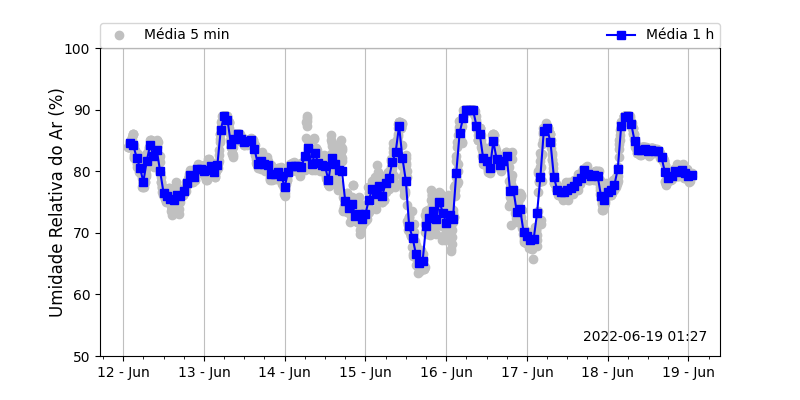 Média 5 min
Média 1 h
Umidade Relativa do Ar (%)
100
90
80
70
60
50
2022-06-19 01:27
12 - Jun
13 - Jun
14 - Jun
15 - Jun
16 - Jun
17 - Jun
18 - Jun
19 - Jun